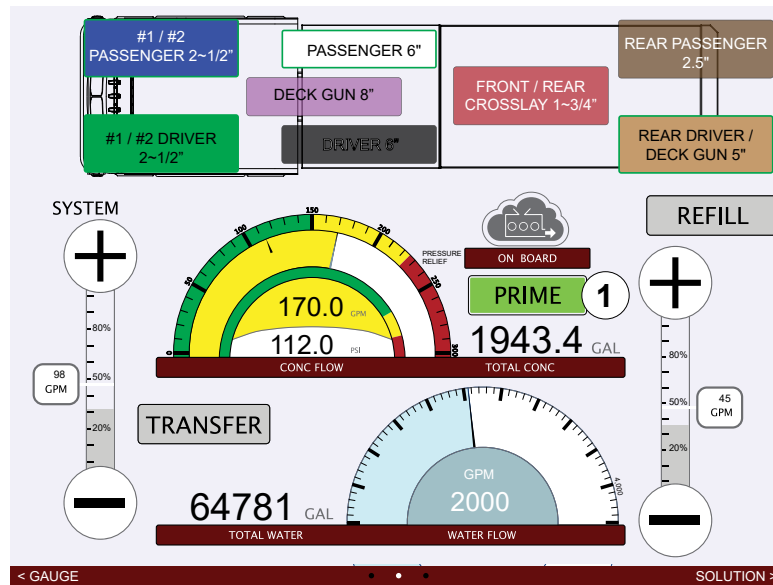 #1 / #2
PASSENGER 2~1/2”
PASSENGER 6"
REAR PASSENGER
2.5"
DECK GUN 8”
FRONT / REAR
CROSSLAY 1~3/4”
#1 / #2 DRIVER
2~1/2”
DRIVER 6"
REAR DRIVER /
DECK GUN 5"
SYSTEM
REFILL
0
50
100
150
200
250
300
PRESSURE
RELIEF
ON BOARD
PRIME
1
170.0 GPM
112.0 PSI
1943.4 GAL
CONC FLOW
TOTAL CONC
80%
50%
20%
98
GPM
80%
50%
20%
45
GPM
TRANSFER
4,000
GPM
2000
64781 GAL
TOTAL WATER
WATER FLOW
< GAUGE
SOLUTION >